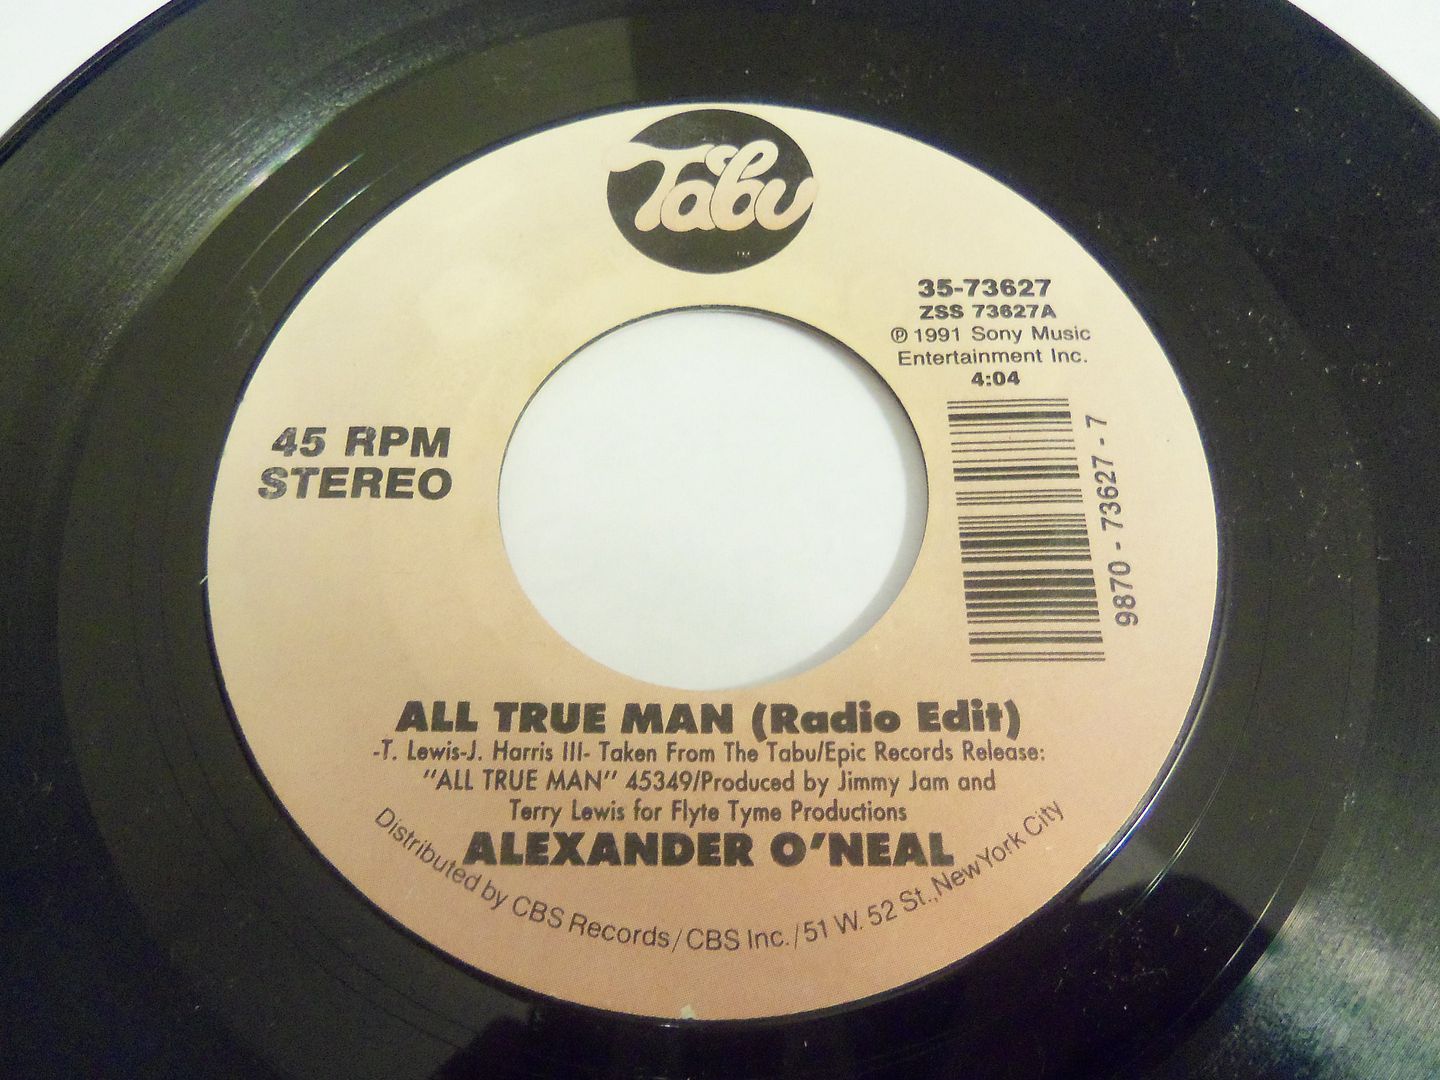 Tabu
TM
35-73627
ZSS 73627A
℗ 1991 Sony Music
Entertainment Inc.
4:04
9870 - 73627 - 7
45 RPM
STEREO
ALL TRUE MAN (Radio Edit)
-T. Lewis-J. Harris III- Taken From The Tabu/Epic Records Release:
"ALL TRUE MAN" 45349/Produced by Jimmy Jam and
Terry Lewis for Flyte Tyme Productions
ALEXANDER O'NEAL
Distributed by CBS Records/CBS Inc./51 W. 52 St., New York City